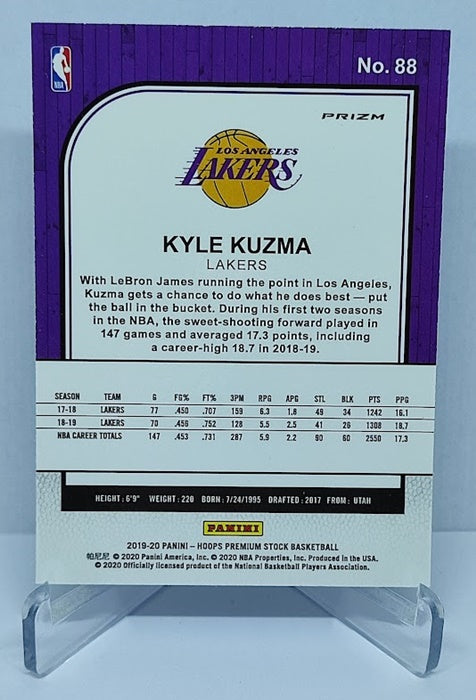 No. 88
NBA
PRIZM
LOS ANGELES
LAKERS
KYLE KUZMA
LAKERS
With LeBron James running the point in Los Angeles,
Kuzma gets a chance to do what he does best — put
the ball in the bucket. During his first two seasons
in the NBA, the sweet-shooting forward played in
147 games and averaged 17.3 points, including
a career-high 18.7 in 2018-19.
SEASON TEAM G FG% FT% 3PM RPG APG STL BLK PTS PPG
17-18 LAKERS 77 .450 .707 159 6.3 1.8 49 34 1242 16.1
18-19 LAKERS 70 .456 .752 128 5.5 2.5 41 26 1308 18.7
NBA CAREER TOTALS 147 .453 .731 287 5.9 2.2 90 60 2550 17.3
HEIGHT: 6'9" WEIGHT: 220 BORN: 7/24/1995 DRAFTED: 2017 FROM: UTAH
PANINI
2019-20 PANINI – HOOPS PREMIUM STOCK BASKETBALL
帕尼尼 © 2020 Panini America, Inc. © 2020 NBA Properties, Inc. Produced in the USA.
© 2020 Officially licensed product of the National Basketball Players Association.